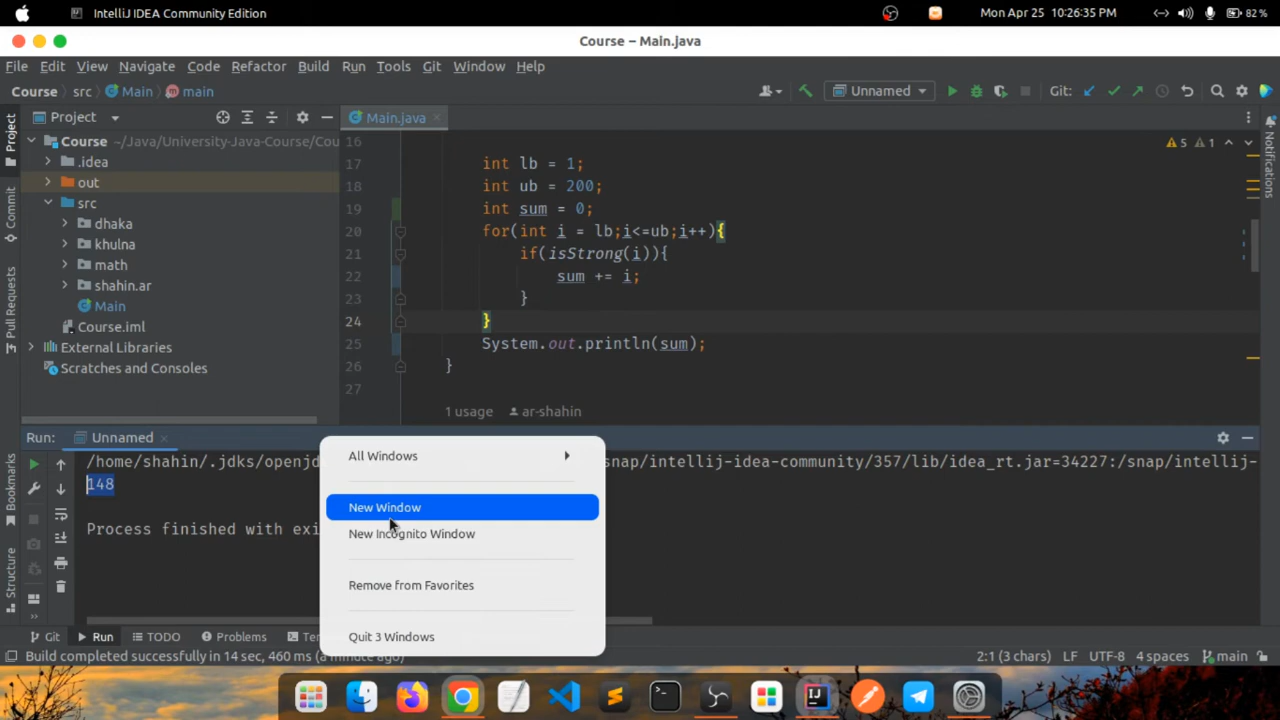 IntelliJ IDEA Community Edition
Mon Apr 25 10:26:35 PM
82 %
Course – Main.java
File Edit View Navigate Code Refactor Build Run Tools Git Window Help
Course src Main main
Unnamed
Git:
Project
Main.java
Project
Course ~/Java/University-Java-Course/Cou
.idea
out
src
dhaka
khulna
math
shahin.ar
Main
Course.iml
External Libraries
Scratches and Consoles
Commit
Pull Requests
Bookmarks
Structure
Notifications
5 1
16
17 int lb = 1;
18 int ub = 200;
19 int sum = 0;
20 for(int i = lb;i<=ub;i++){
21 if(isStrong(i)){
22 sum += i;
23 }
24 }
25 System.out.println(sum);
26 }
27
1 usage ar-shahin
Run: Unnamed
/home/shahin/.jdks/openjd
snap/intellij-idea-community/357/lib/idea_rt.jar=34227:/snap/intellij-
148
Process finished with exi
All Windows
New Window
New Incognito Window
Remove from Favorites
Quit 3 Windows
Git Run TODO Problems Ter
Build completed successfully in 14 sec, 460 ms (a minute ago)
2:1 (3 chars) LF UTF-8 4 spaces main